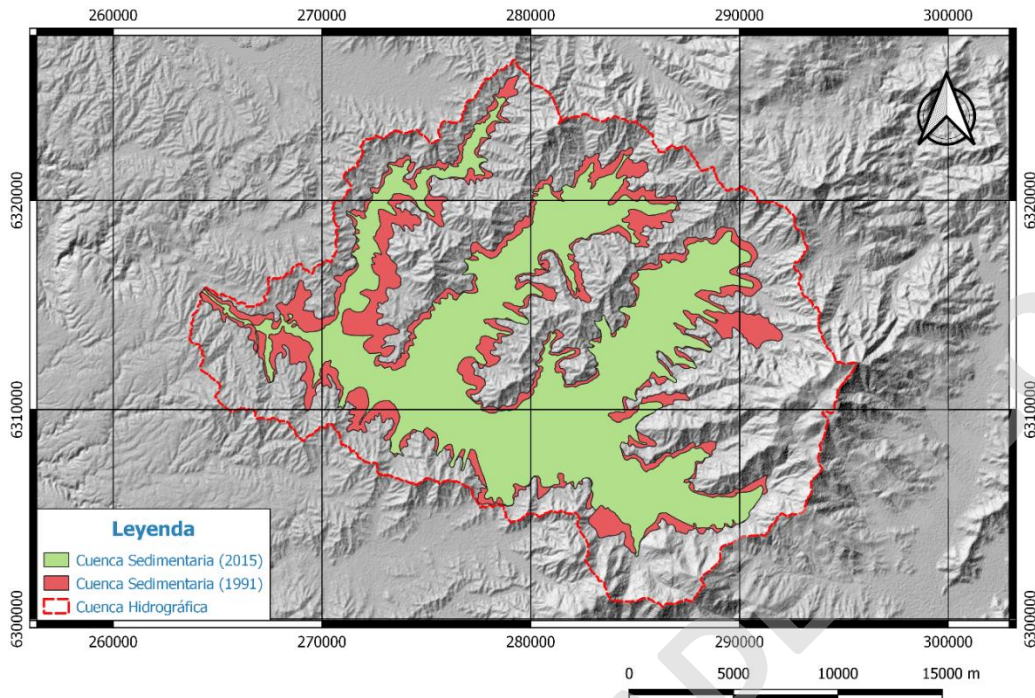 260000 270000 280000 290000 300000
6320000 6320000
6310000 6310000
6300000 6300000
Leyenda
Cuenca Sedimentaria (2015)
Cuenca Sedimentaria (1991)
Cuenca Hidrográfica
260000 270000 280000 290000 300000
0 5000 10000 15000 m